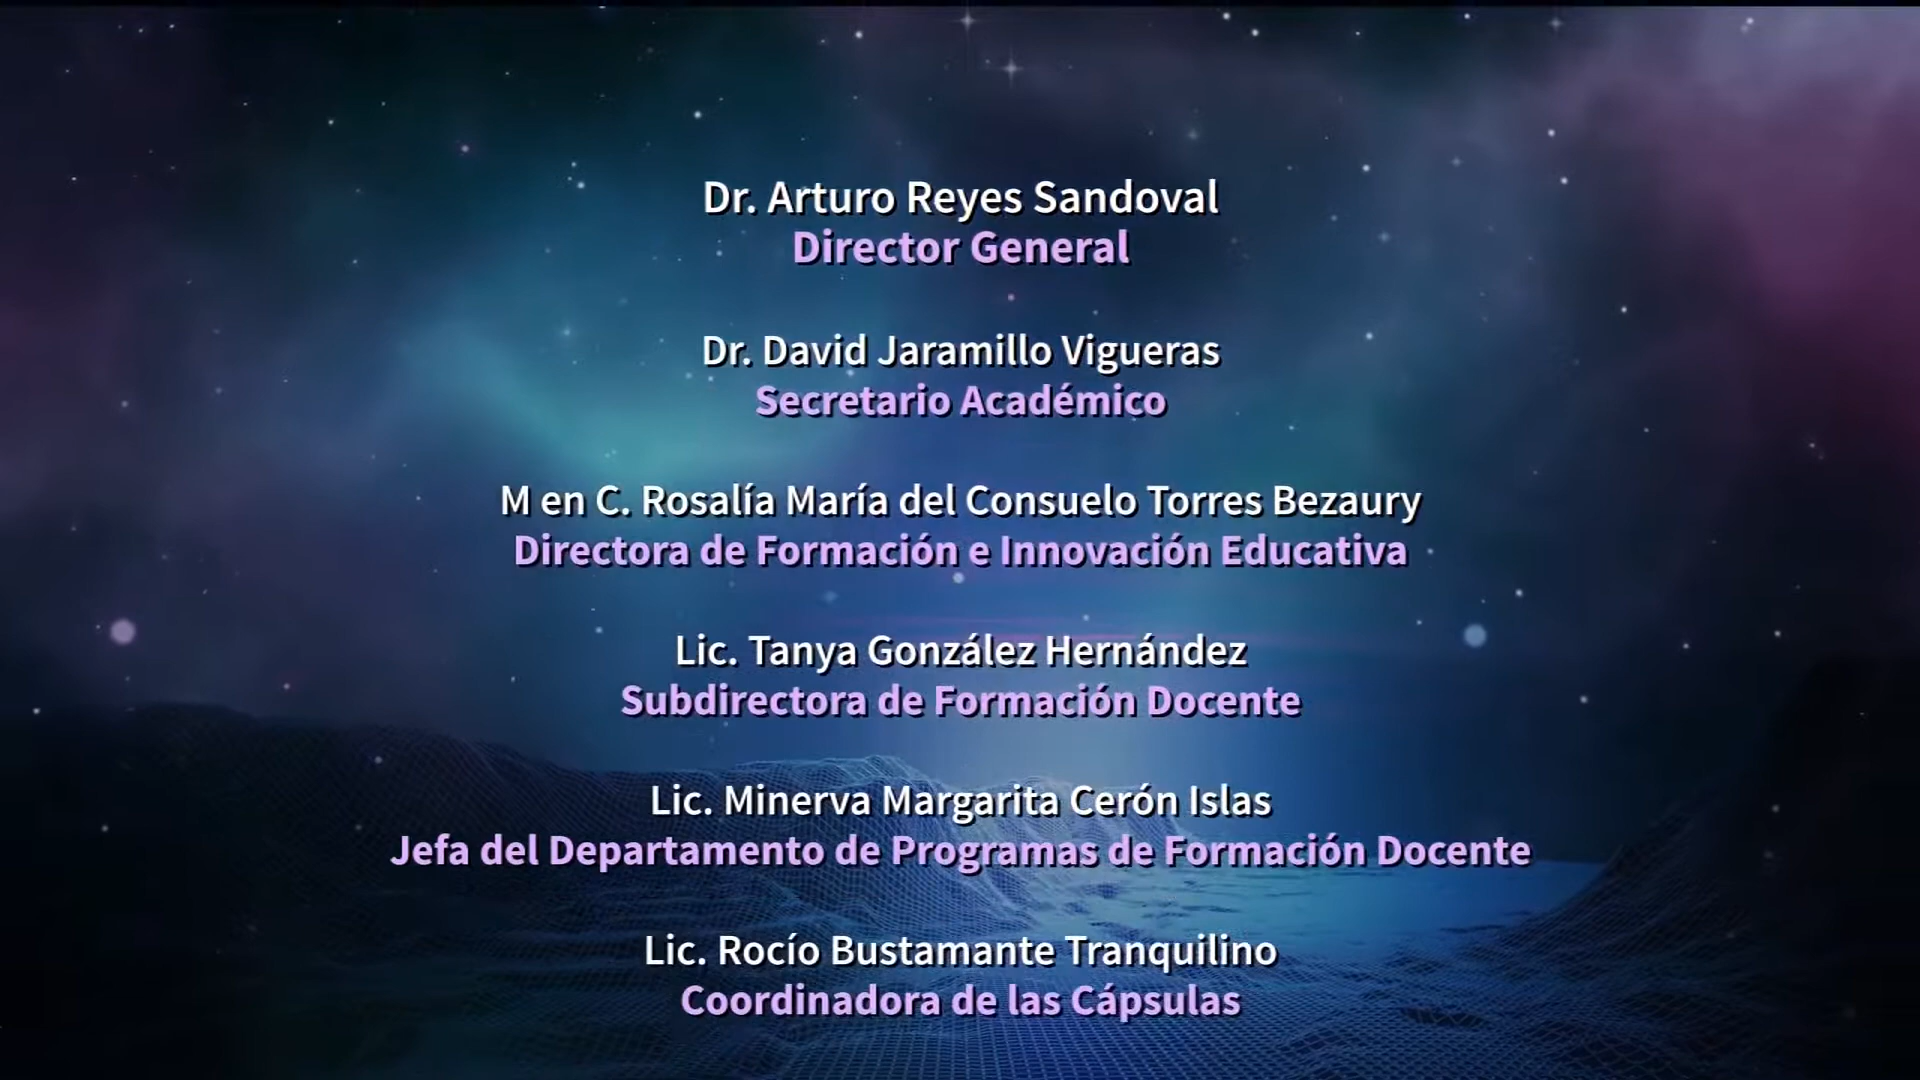 Dr. Arturo Reyes Sandoval
Director General
Dr. David Jaramillo Vigueras
Secretario Académico
M en C. Rosalía María del Consuelo Torres Bezaury
Directora de Formación e Innovación Educativa
Lic. Tanya González Hernández
Subdirectora de Formación Docente
Lic. Minerva Margarita Cerón Islas
Jefa del Departamento de Programas de Formación Docente
Lic. Rocío Bustamante Tranquilino
Coordinadora de las Cápsulas